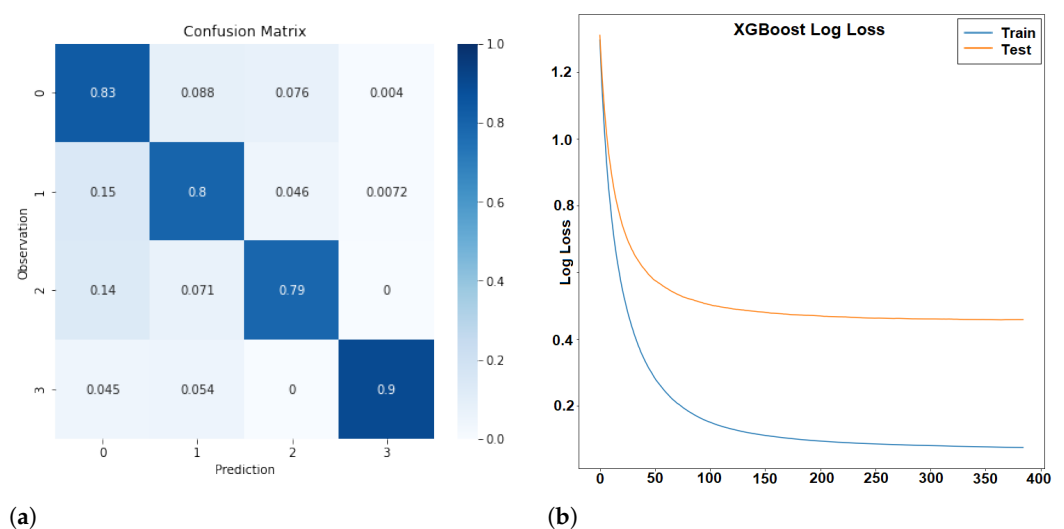 Confusion Matrix
0.83 0.088 0.076 0.004
0.15 0.8 0.046 0.0072
0.14 0.071 0.79 0
0.045 0.054 0 0.9
0
1
2
3
Observation
0 1 2 3
Prediction
1.0
0.8
0.6
0.4
0.2
0.0
(a)
XGBoost Log Loss
Train
Test
1.2
1.0
0.8
0.4
0.2
Log Loss
0 50 100 150 200 250 300 350 400
(b)